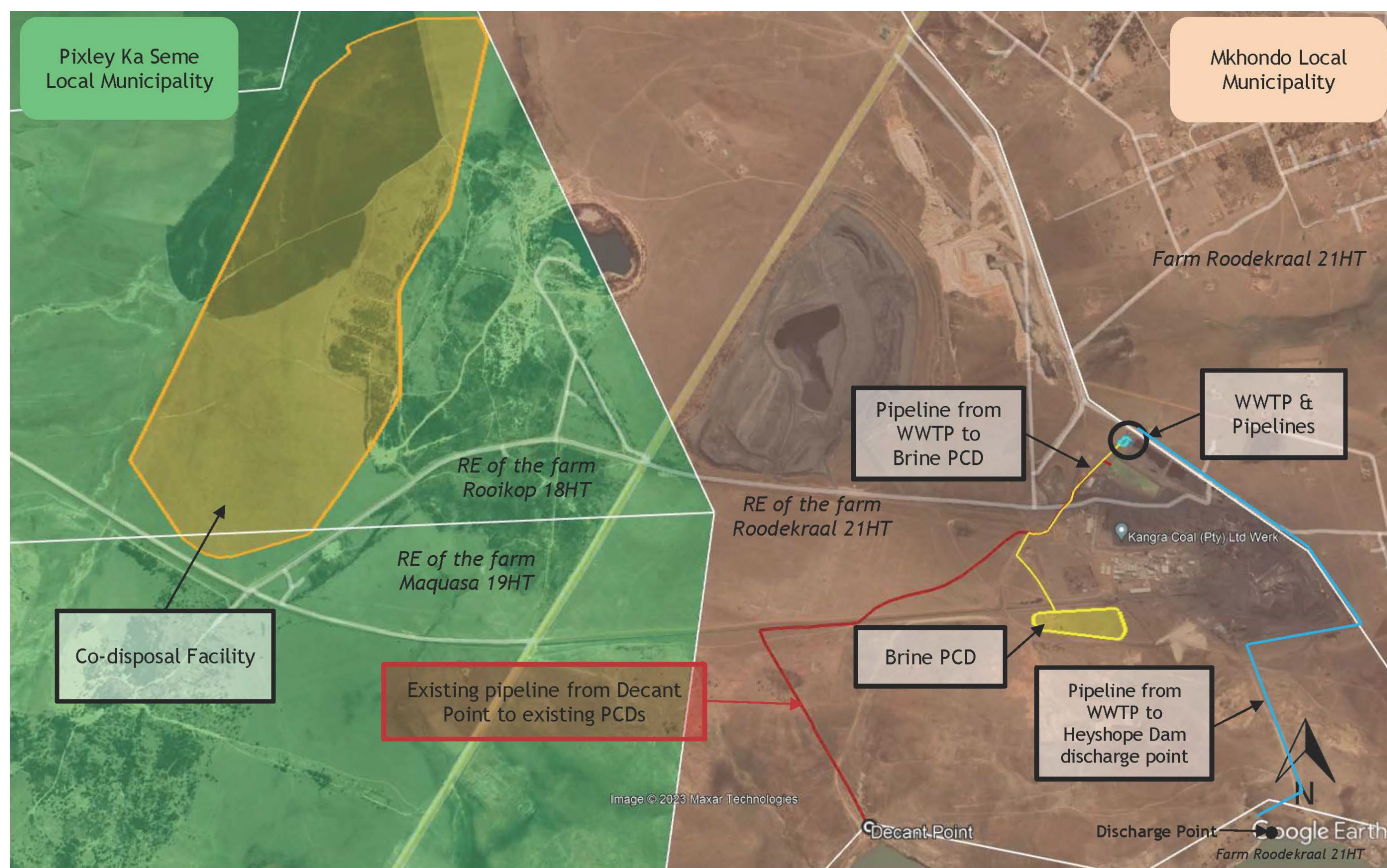 Pixley Ka Seme
Local Municipality
Mkhondo Local
Municipality
Farm Roodekraal 21HT
Pipeline from
WWTP to
Brine PCD
WWTP &
Pipelines
RE of the farm
Rooikop 18HT
RE of the farm
Roodekraal 21HT
Kangra Coal (Pty) Ltd Werk
RE of the farm
Maquasa 19HT
Co-disposal Facility
Brine PCD
Existing pipeline from Decant
Point to existing PCDs
Pipeline from
WWTP to
Heyshope Dam
discharge point
N
Image © 2023 Maxar Technologies
Decant Point
Discharge Point
Google Earth
Farm Roodekraal 21HT